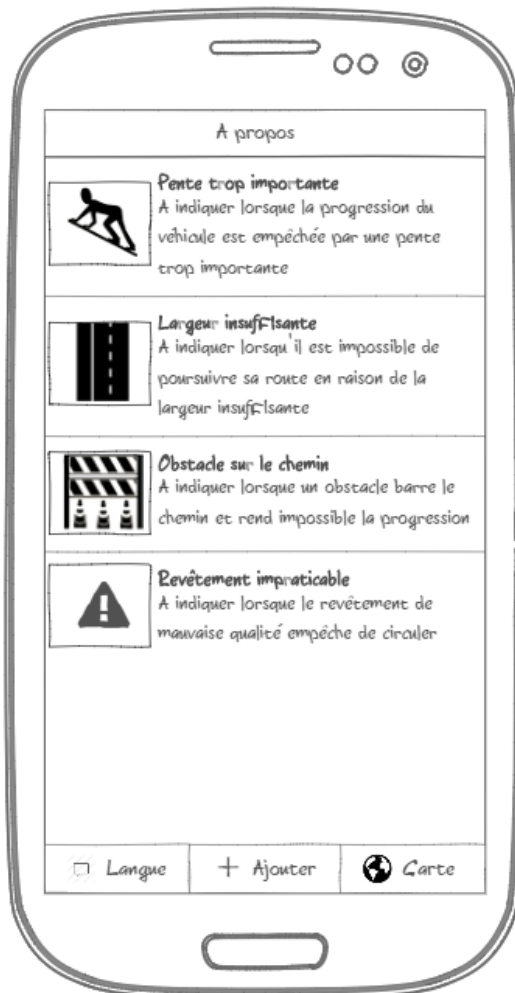 A propos
Pente trop importante
A indiquer lorsque la progression du
véhicule est empêchée par une pente
trop importante
Largeur insuffisante
A indiquer lorsqu'il est impossible de
poursuivre sa route en raison de la
largeur insuffisante
Obstacle sur le chemin
A indiquer lorsque un obstacle barre le
chemin et rend impossible la progression
Revêtement impraticable
A indiquer lorsque le revêtement de
mauvaise qualité empêche de circuler
Langue
+ Ajouter
Carte